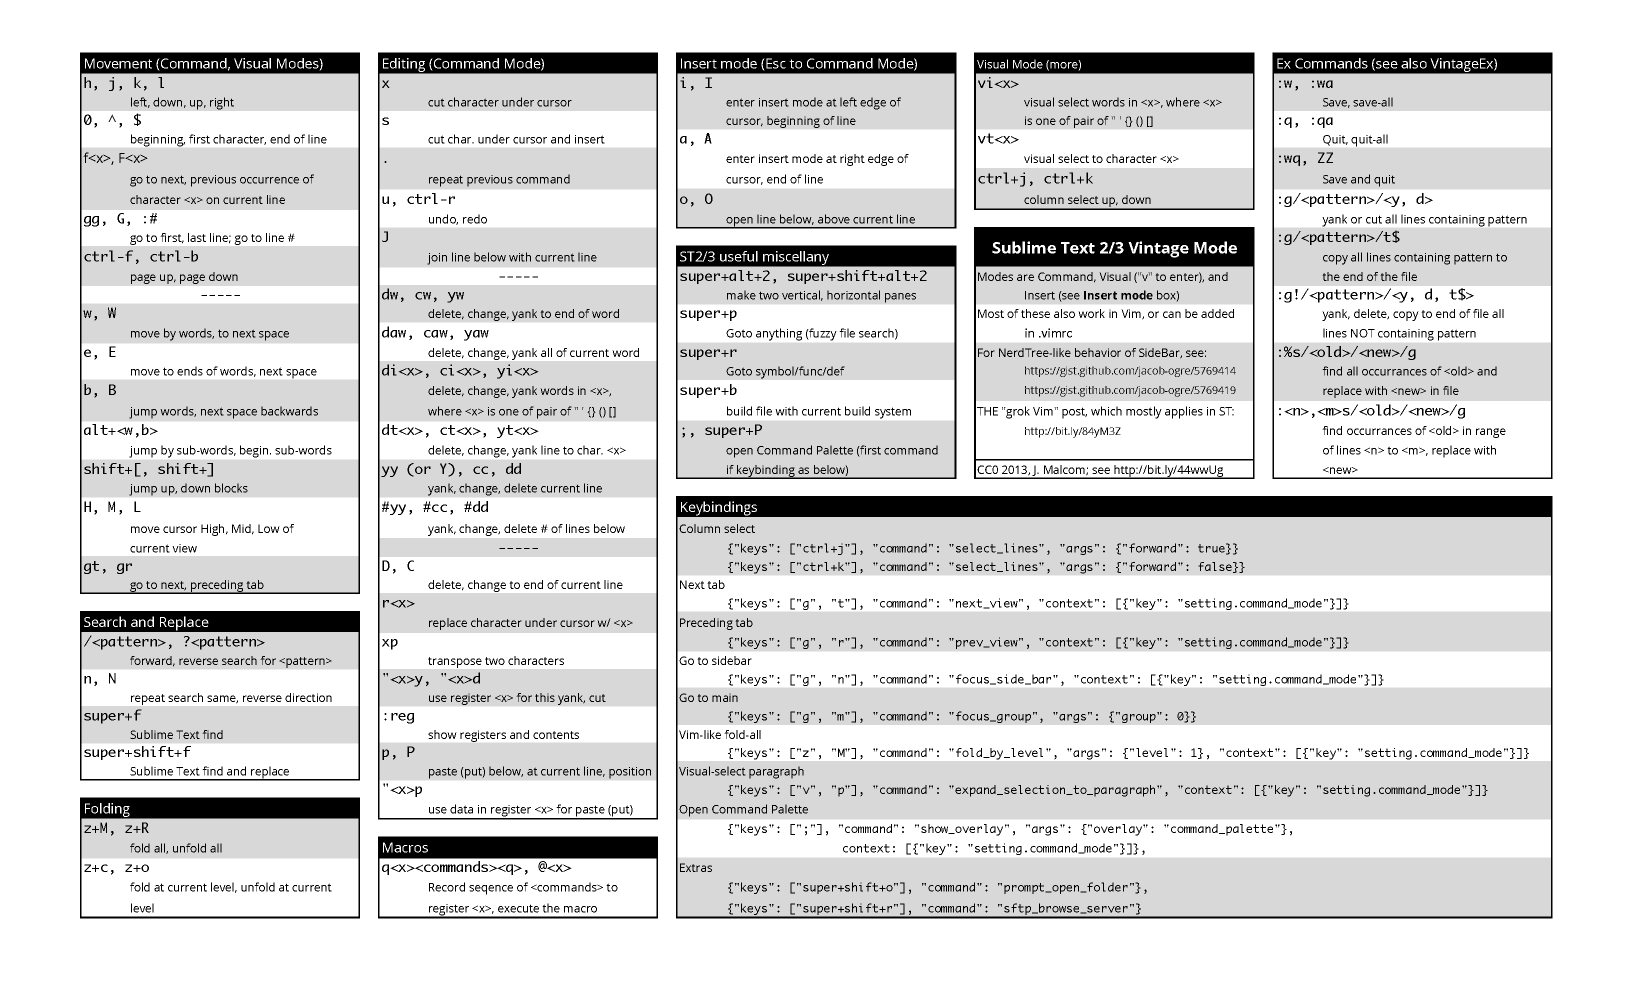 Movement (Command, Visual Modes)
h, j, k, l
left, down, up, right
0, ^, $
beginning, first character, end of line
f<x>, F<x>
go to next, previous occurrence of
character <x> on current line
gg, G, :#
go to first, last line; go to line #
ctrl-f, ctrl-b
page up, page down
-----
w, W
move by words, to next space
e, E
move to ends of words, next space
b, B
jump words, next space backwards
alt+<w,b>
jump by sub-words, begin. sub-words
shift+[, shift+]
jump up, down blocks
H, M, L
move cursor High, Mid, Low of
current view
gt, gr
go to next, preceding tab
Search and Replace
/<pattern>, ?<pattern>
forward, reverse search for <pattern>
n, N
repeat search same, reverse direction
super+f
Sublime Text find
super+shift+f
Sublime Text find and replace
Folding
z+M, z+R
fold all, unfold all
z+c, z+o
fold at current level, unfold at current
level
Editing (Command Mode)
x
cut character under cursor
s
cut char. under cursor and insert
.
repeat previous command
u, ctrl-r
undo, redo
J
join line below with current line
-----
dw, cw, yw
delete, change, yank to end of word
daw, caw, yaw
delete, change, yank all of current word
di<x>, ci<x>, yi<x>
delete, change, yank words in <x>,
where <x> is one of pair of " ' {} () []
dt<x>, ct<x>, yt<x>
delete, change, yank line to char. <x>
yy (or Y), cc, dd
yank, change, delete current line
#yy, #cc, #dd
yank, change, delete # of lines below
-----
D, C
delete, change to end of current line
r<x>
replace character under cursor w/ <x>
xp
transpose two characters
"<x>y, "<x>d
use register <x> for this yank, cut
:reg
show registers and contents
p, P
paste (put) below, at current line, position
"<x>p
use data in register <x> for paste (put)
Macros
q<x><commands><q>, @<x>
Record seqence of <commands> to
register <x>, execute the macro
Insert mode (Esc to Command Mode)
i, I
enter insert mode at left edge of
cursor, beginning of line
a, A
enter insert mode at right edge of
cursor, end of line
o, O
open line below, above current line
ST2/3 useful miscellany
super+alt+2, super+shift+alt+2
make two vertical, horizontal panes
super+p
Goto anything (fuzzy file search)
super+r
Goto symbol/func/def
super+b
build file with current build system
;, super+P
open Command Palette (first command
if keybinding as below)
Visual Mode (more)
vi<x>
visual select words in <x>, where <x>
is one of pair of " ' {} () []
vt<x>
visual select to character <x>
ctrl+j, ctrl+k
column select up, down
Sublime Text 2/3 Vintage Mode
Modes are Command, Visual ("v" to enter), and
Insert (see Insert mode box)
Most of these also work in Vim, or can be added
in .vimrc
For NerdTree-like behavior of SideBar, see:
https://gist.github.com/jacob-ogre/5769414
https://gist.github.com/jacob-ogre/5769419
THE "grok Vim" post, which mostly applies in ST:
http://bit.ly/84yM3Z
CC0 2013, J. Malcom; see http://bit.ly/44wwUg
Ex Commands (see also VintageEx)
:w, :wa
Save, save-all
:q, :qa
Quit, quit-all
:wq, ZZ
Save and quit
:g/<pattern>/<y, d>
yank or cut all lines containing pattern
:g/<pattern>/t$
copy all lines containing pattern to
the end of the file
:g!/<pattern>/<y, d, t$>
yank, delete, copy to end of file all
lines NOT containing pattern
:%s/<old>/<new>/g
find all occurrances of <old> and
replace with <new> in file
:<n>,<m>s/<old>/<new>/g
find occurrances of <old> in range
of lines <n> to <m>, replace with
<new>
Keybindings
Column select
{"keys": ["ctrl+j"], "command": "select_lines", "args": {"forward": true}}
{"keys": ["ctrl+k"], "command": "select_lines", "args": {"forward": false}}
Next tab
{"keys": ["g", "t"], "command": "next_view", "context": [{"key": "setting.command_mode"}]}
Preceding tab
{"keys": ["g", "r"], "command": "prev_view", "context": [{"key": "setting.command_mode"}]}
Go to sidebar
{"keys": ["g", "n"], "command": "focus_side_bar", "context": [{"key": "setting.command_mode"}]}
Go to main
{"keys": ["g", "m"], "command": "focus_group", "args": {"group": 0}}
Vim-like fold-all
{"keys": ["z", "M"], "command": "fold_by_level", "args": {"level": 1}, "context": [{"key": "setting.command_mode"}]}
Visual-select paragraph
{"keys": ["v", "p"], "command": "expand_selection_to_paragraph", "context": [{"key": "setting.command_mode"}]}
Open Command Palette
{"keys": [";"], "command": "show_overlay", "args": {"overlay": "command_palette"},
context: [{"key": "setting.command_mode"}]},
Extras
{"keys": ["super+shift+o"], "command": "prompt_open_folder"},
{"keys": ["super+shift+r"], "command": "sftp_browse_server"}